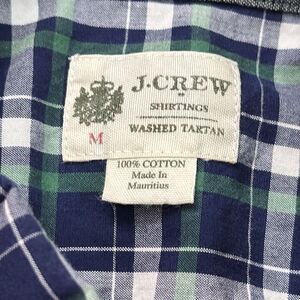 J.CREW
SHIRTINGS
WASHED TARTAN
M
100% COTTON
Made In
Mauritius